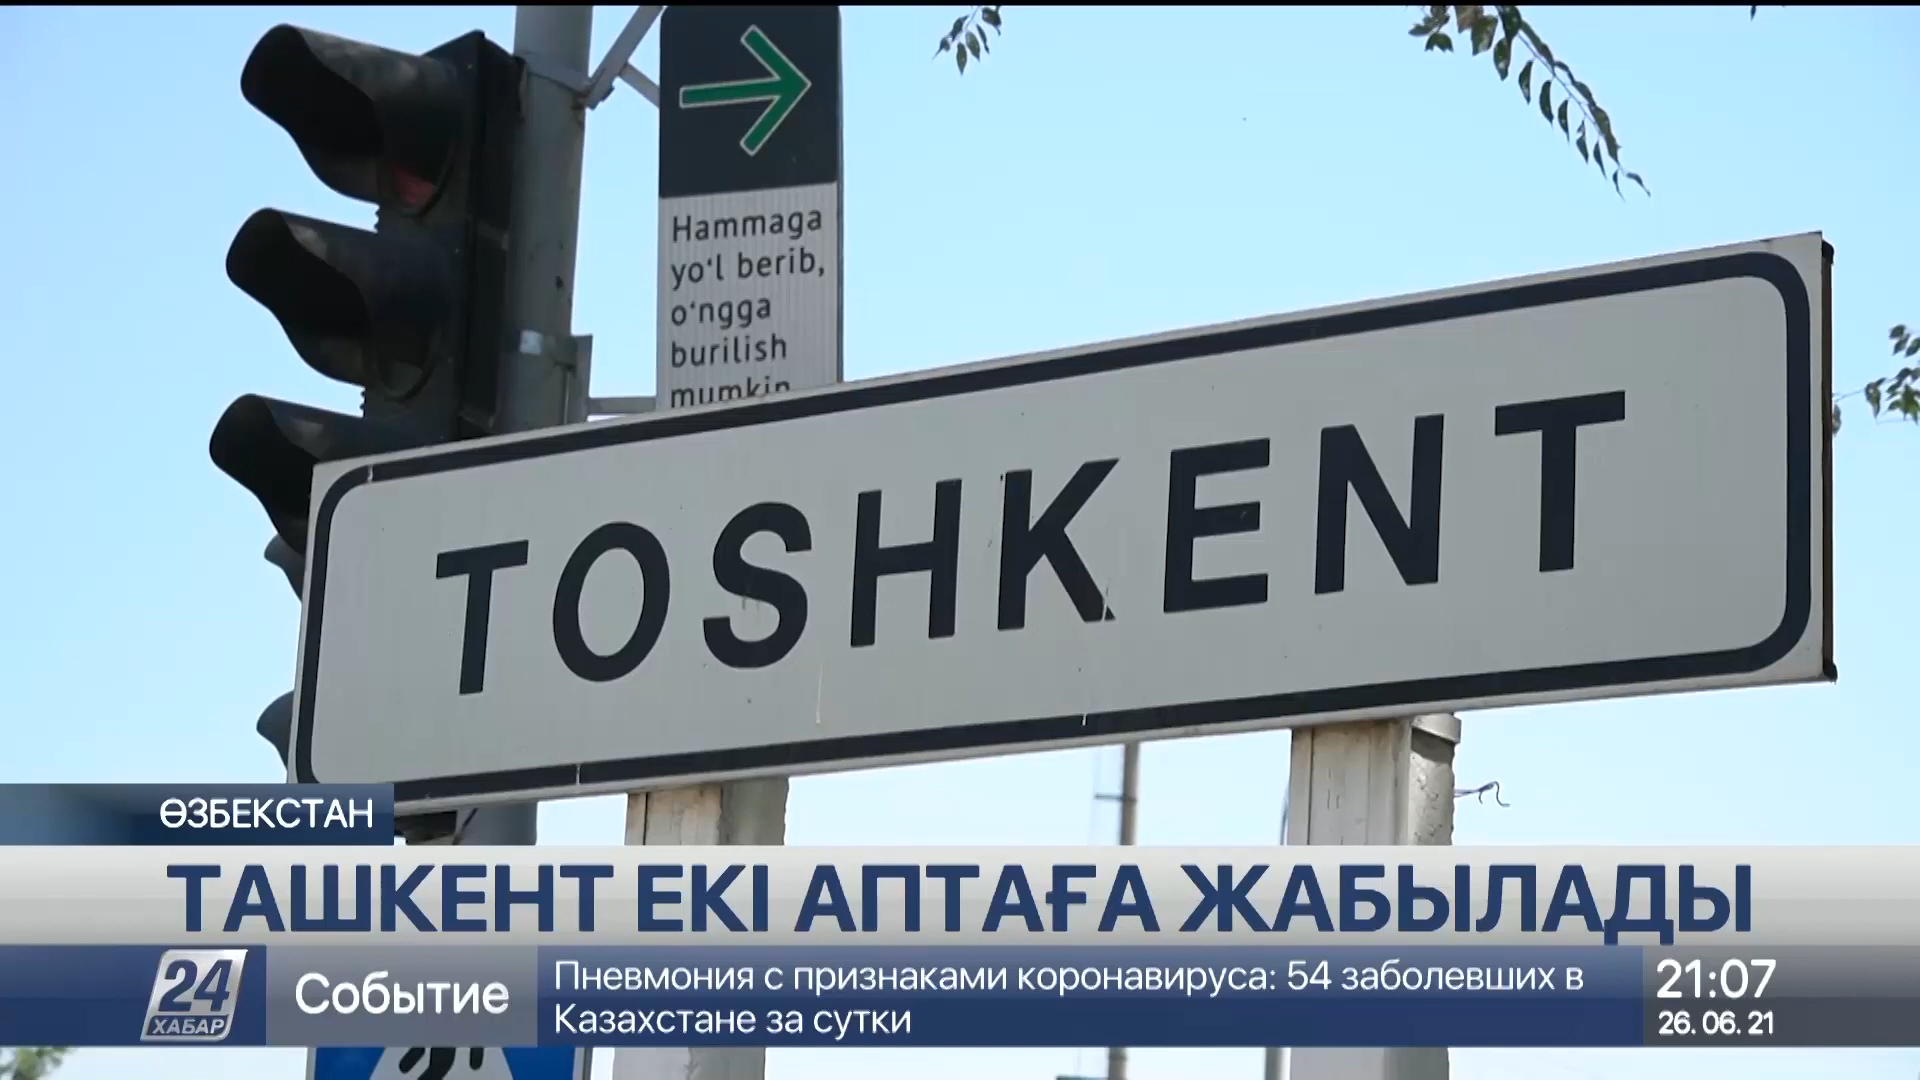 Hammaga
yo‘l berib,
o‘ngga
burilish
mumkin
TOSHKENT
ӨЗБЕКСТАН
ТАШКЕНТ ЕКІ АПТАҒА ЖАБЫЛАДЫ
24
ХАБАР
Событие
Пневмония с признаками коронавируса: 54 заболевших в
Казахстане за сутки
21:07
26. 06. 21